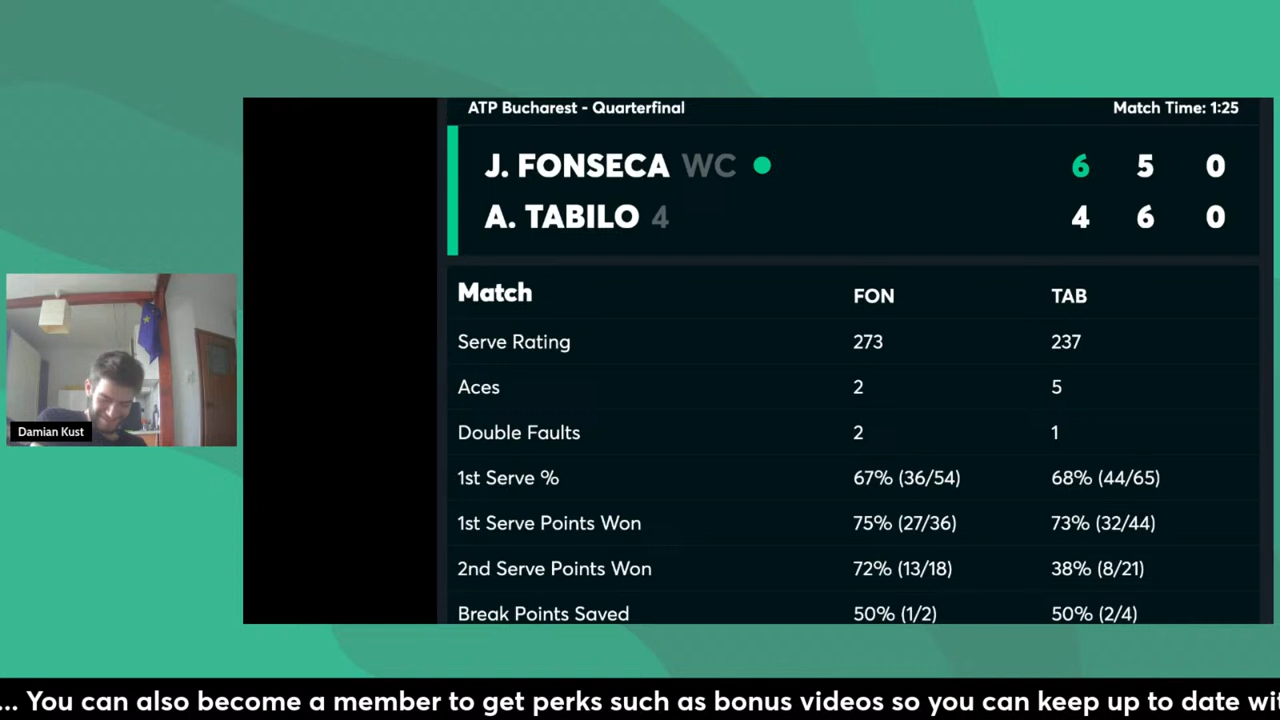 ATP Bucharest - Quarterfinal Match Time: 1:25
J. FONSECA WC 6 5 0
A. TABILO 4 4 6 0
Match FON TAB
Serve Rating 273 237
Aces 2 5
Double Faults 2 1
1st Serve % 67% (36/54) 68% (44/65)
1st Serve Points Won 75% (27/36) 73% (32/44)
2nd Serve Points Won 72% (13/18) 38% (8/21)
Break Points Saved 50% (1/2) 50% (2/4)
Damian Kust
... You can also become a member to get perks such as bonus videos so you can keep up to date wi